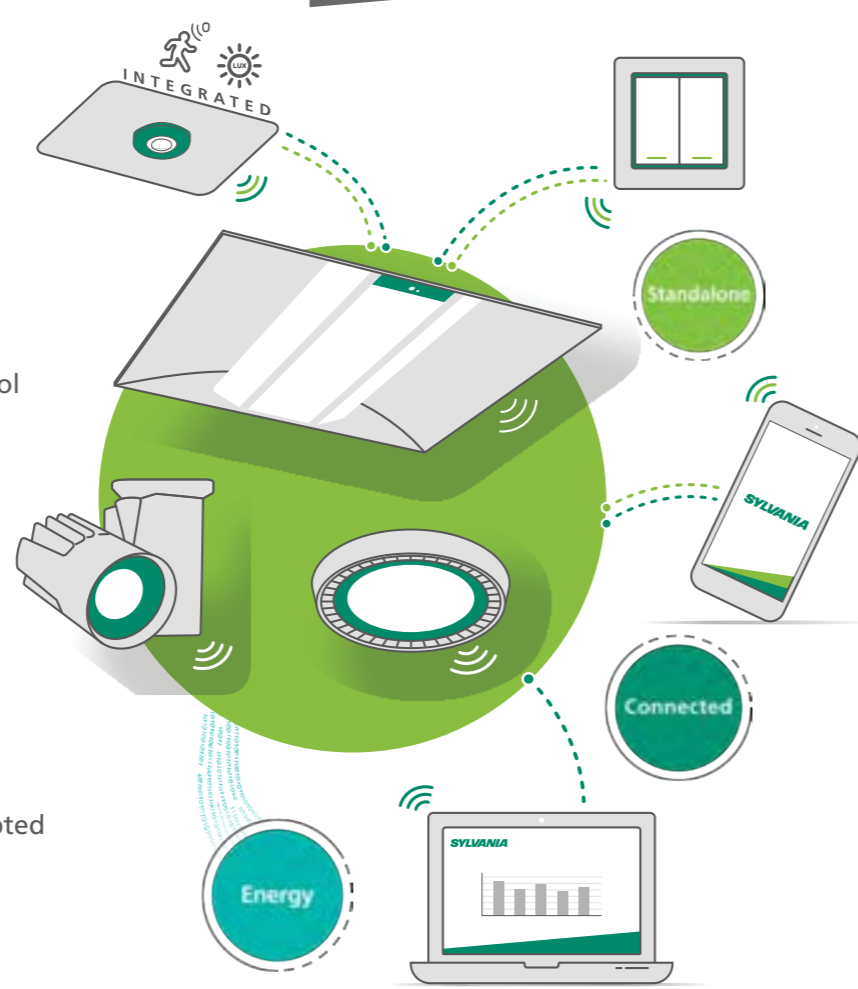 LUX
INTEGRATED
Standalone
ol
SYLVANIA
Connected
oted
SYLVANIA
Energy